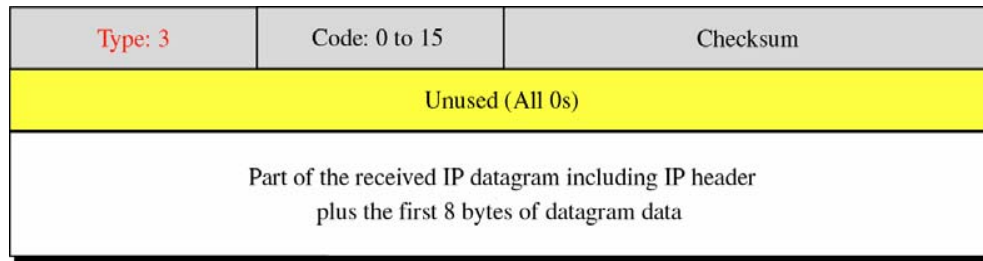 Type: 3
Code: 0 to 15
Checksum
Unused (All 0s)
Part of the received IP datagram including IP header
plus the first 8 bytes of datagram data